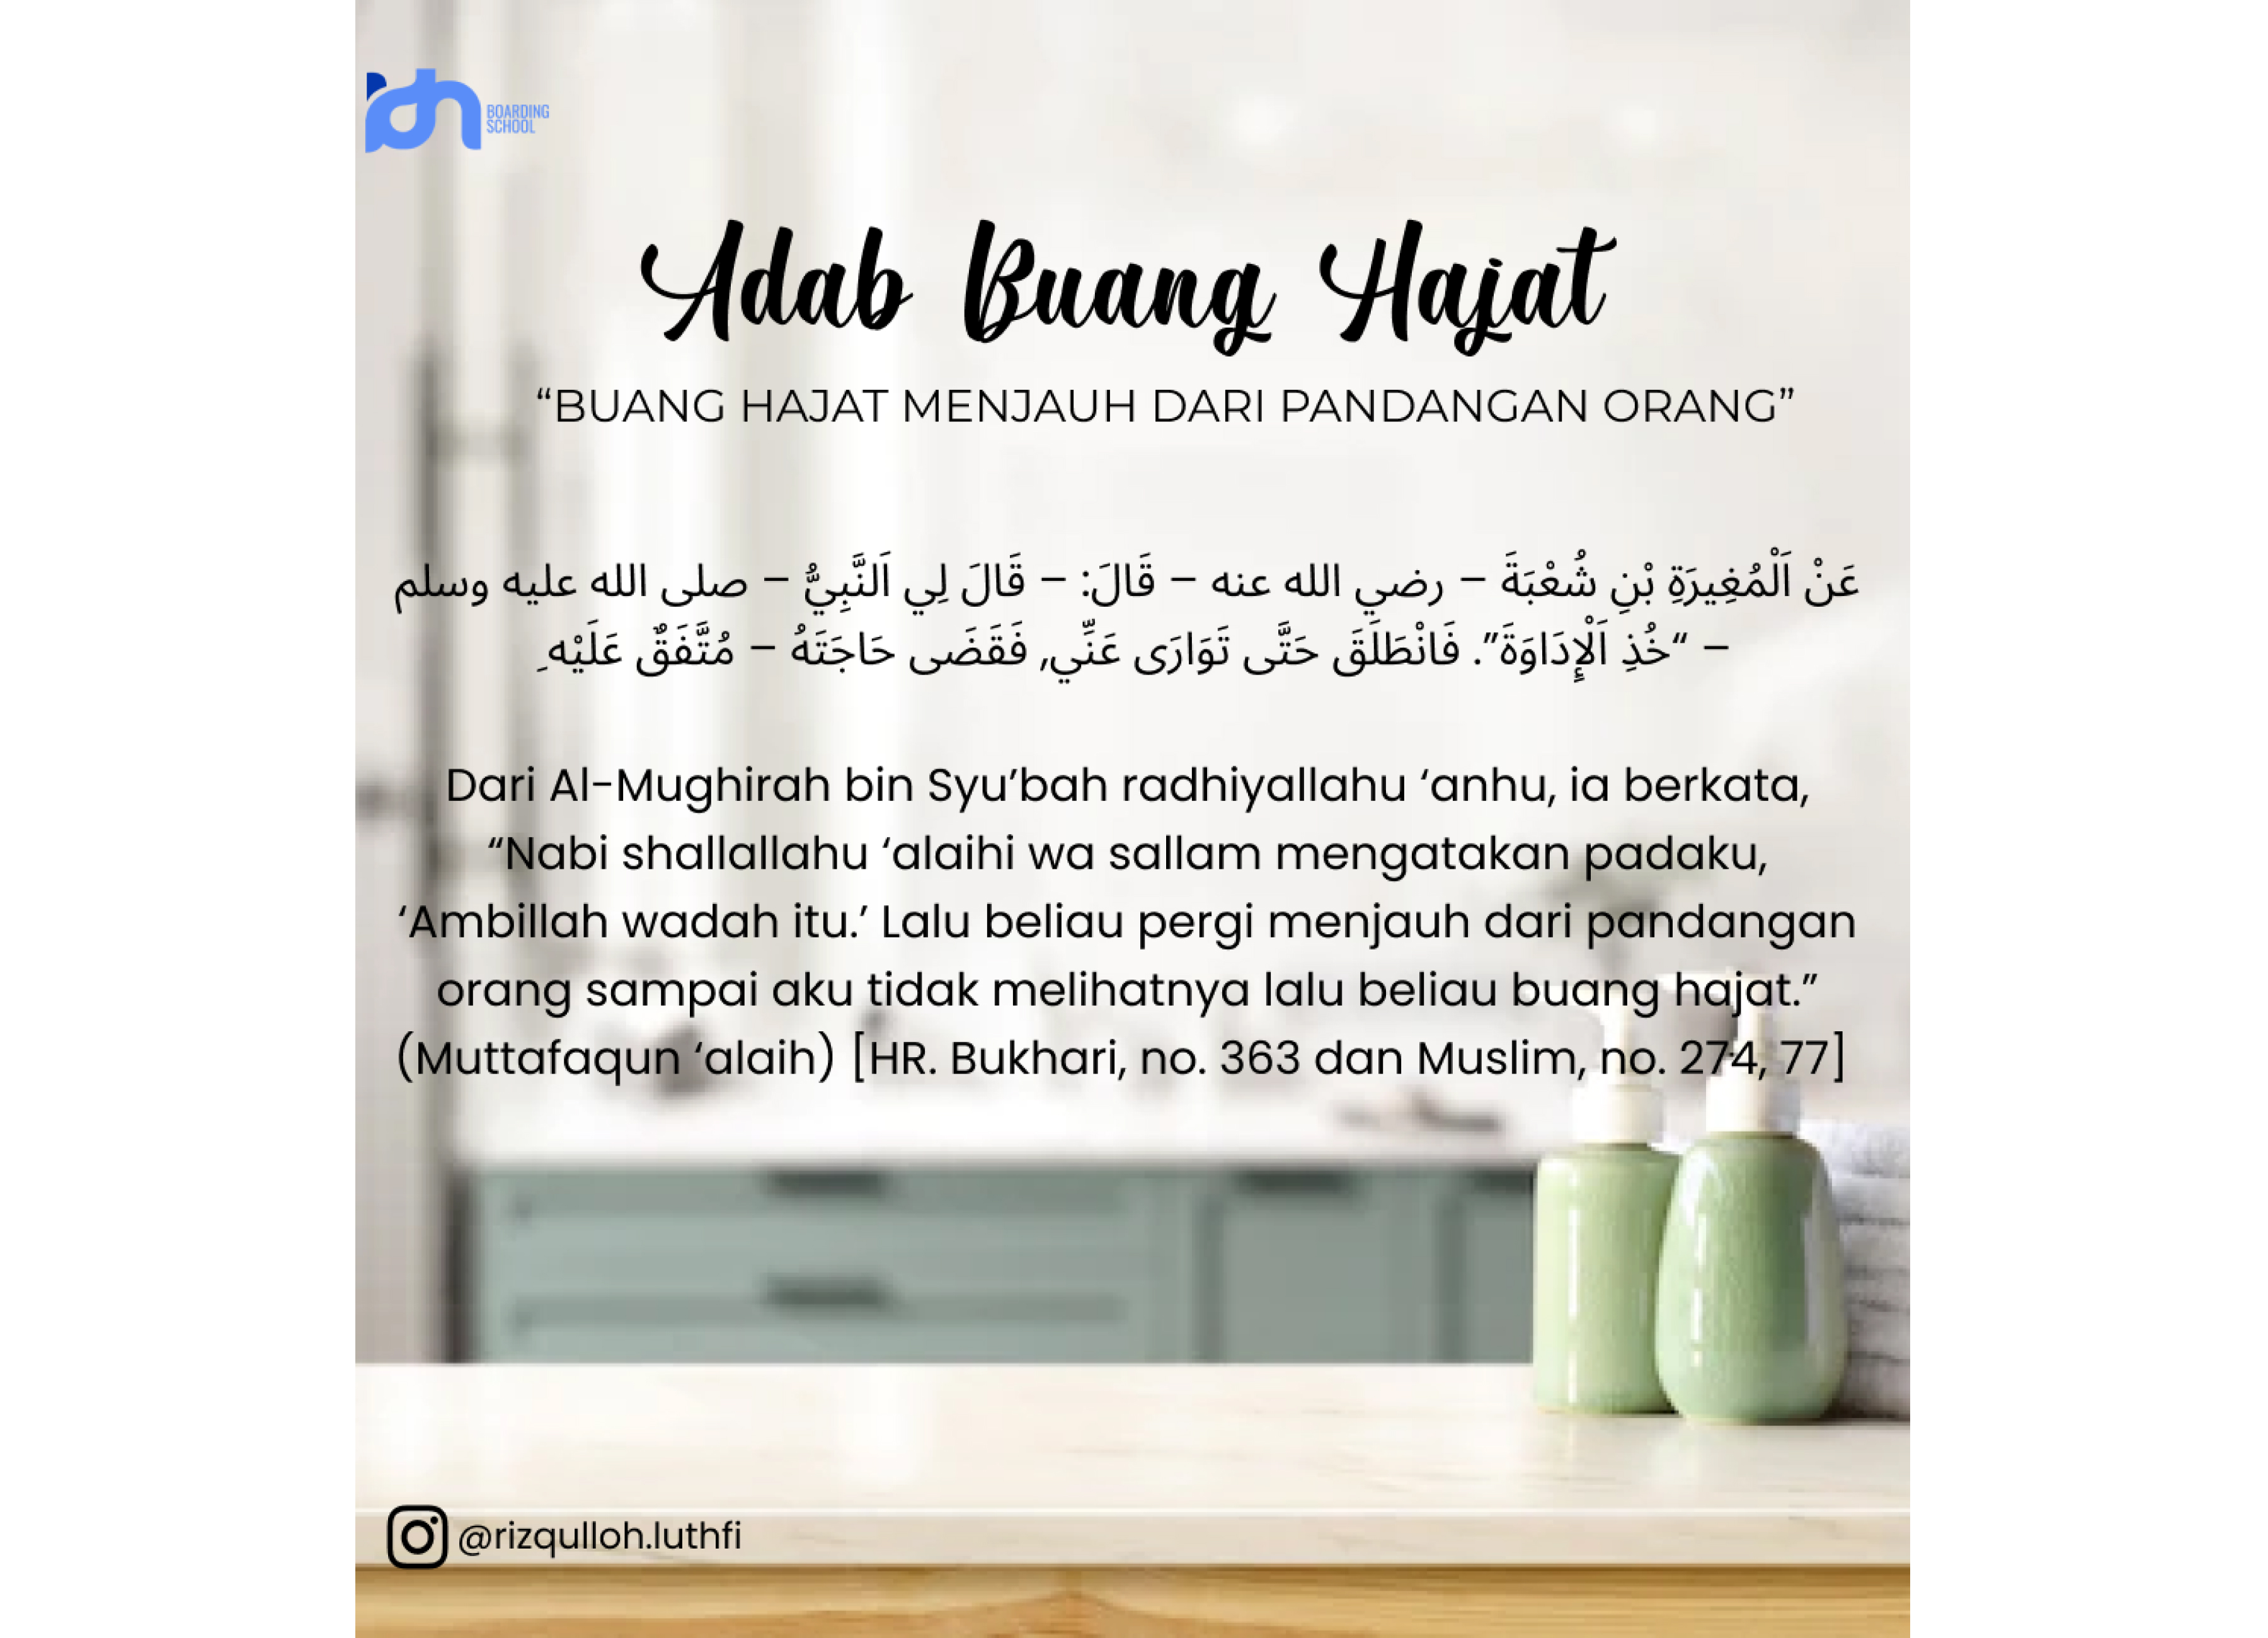 BOARDING
SCHOOL
Adab Buang Hajat
“BUANG HAJAT MENJAUH DARI PANDANGAN ORANG”
عَنْ اَلْمُغِيرَةِ بْنِ شُعْبَةَ – رضي الله عنه – قَالَ: – قَالَ لِي اَلنَّبِيُّ – صلى الله عليه وسلم
– “خُذِ اَلْإِدَاوَةَ”. فَانْطَلَقَ حَتَّى تَوَارَى عَنِّي, فَقَضَى حَاجَتَهُ – مُتَّفَقٌ عَلَيْهِ
Dari Al-Mughirah bin Syu’bah radhiyallahu ‘anhu, ia berkata,
“Nabi shallallahu ‘alaihi wa sallam mengatakan padaku,
‘Ambillah wadah itu.’ Lalu beliau pergi menjauh dari pandangan
orang sampai aku tidak melihatnya lalu beliau buang hajat.”
(Muttafaqun ‘alaih) [HR. Bukhari, no. 363 dan Muslim, no. 274, 77]
@rizqulloh.luthfi